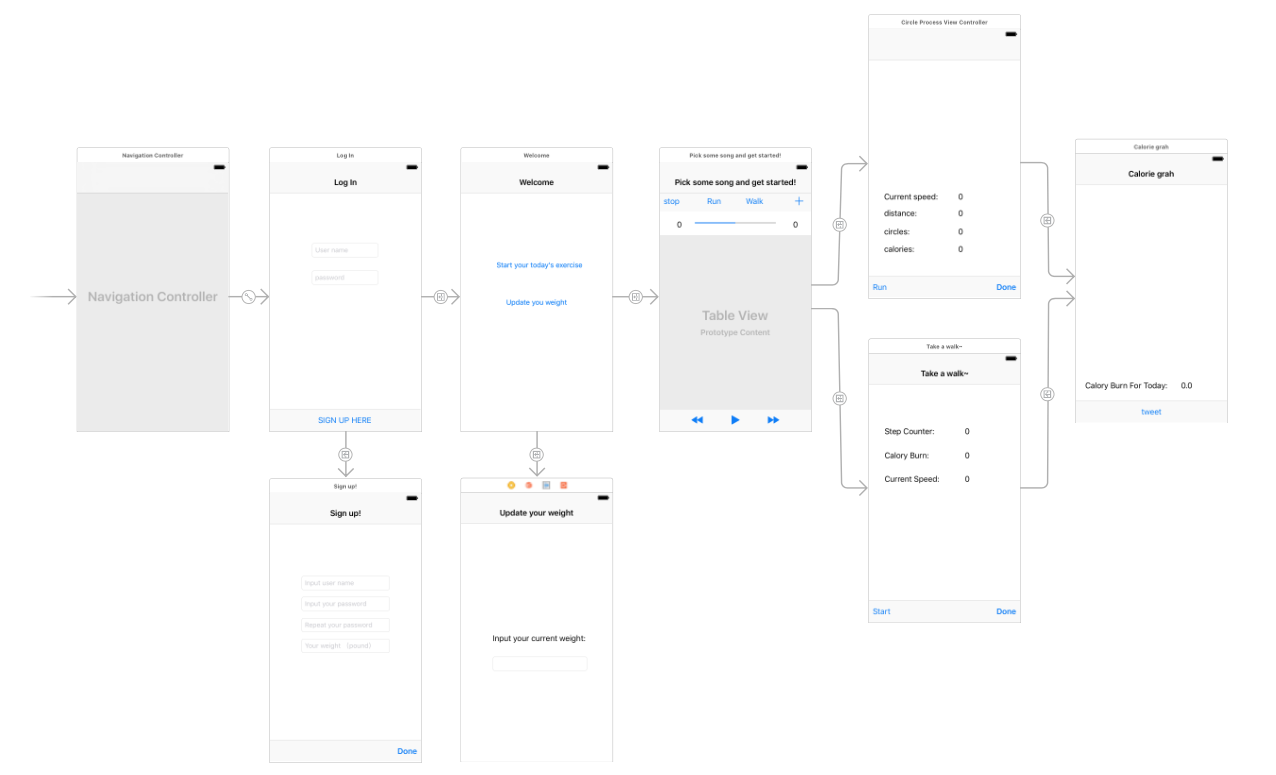 Navigation Controller
Navigation Controller
Log In
Log In
User name
password
SIGN UP HERE
Sign up!
Sign up!
Input user name
Input your password
Repeat your password
Your weight (pound)
Done
Welcome
Welcome
Start your today's exercise
Update you weight
Update your weight
Input your current weight:
Pick some song and get started!
Pick some song and get started!
stop Run Walk +
0 0
Table View
Prototype Content
Circle Process View Controller
Current speed: 0
distance: 0
circles: 0
calories: 0
Run Done
Take a walk~
Take a walk~
Step Counter: 0
Calory Burn: 0
Current Speed: 0
Start Done
Calorie grah
Calorie grah
Calory Burn For Today: 0.0
tweet